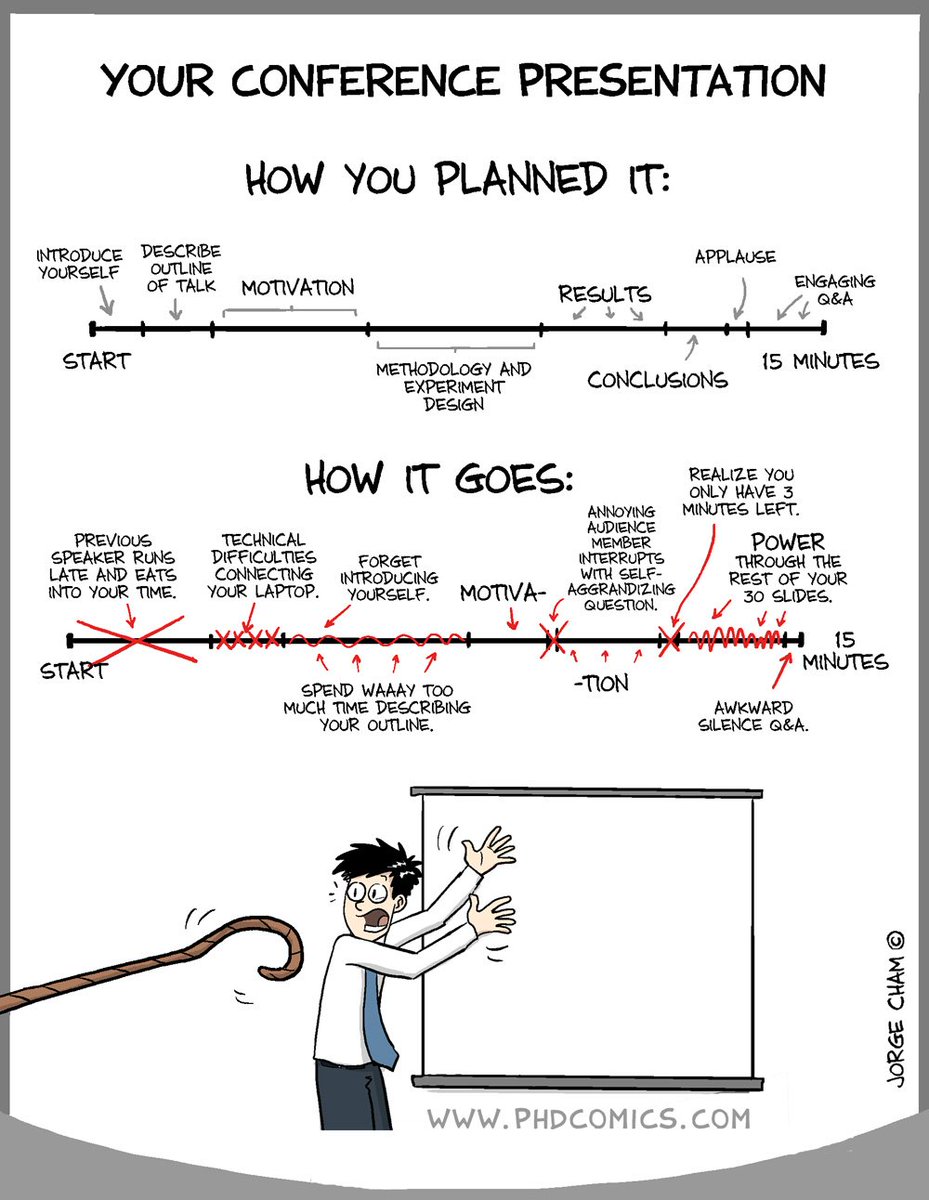 YOUR CONFERENCE PRESENTATION
HOW YOU PLANNED IT:
INTRODUCE
YOURSELF
DESCRIBE
OUTLINE
OF TALK
MOTIVATION
METHODOLOGY AND
EXPERIMENT
DESIGN
RESULTS
CONCLUSIONS
APPLAUSE
ENGAGING
Q&A
START
15 MINUTES
HOW IT GOES:
PREVIOUS
SPEAKER RUNS
LATE AND EATS
INTO YOUR TIME.
TECHNICAL
DIFFICULTIES
CONNECTING
YOUR LAPTOP.
FORGET
INTRODUCING
YOURSELF.
SPEND WAAAY TOO
MUCH TIME DESCRIBING
YOUR OUTLINE.
MOTIVA-
ANNOYING
AUDIENCE
MEMBER
INTERRUPTS
WITH SELF-
AGGRANDIZING
QUESTION.
-TION
REALIZE YOU
ONLY HAVE 3
MINUTES LEFT.
POWER
THROUGH THE
REST OF YOUR
30 SLIDES.
AWKWARD
SILENCE Q&A.
START
15
MINUTES
JORGE CHAM ©
WWW.PHDCOMICS.COM